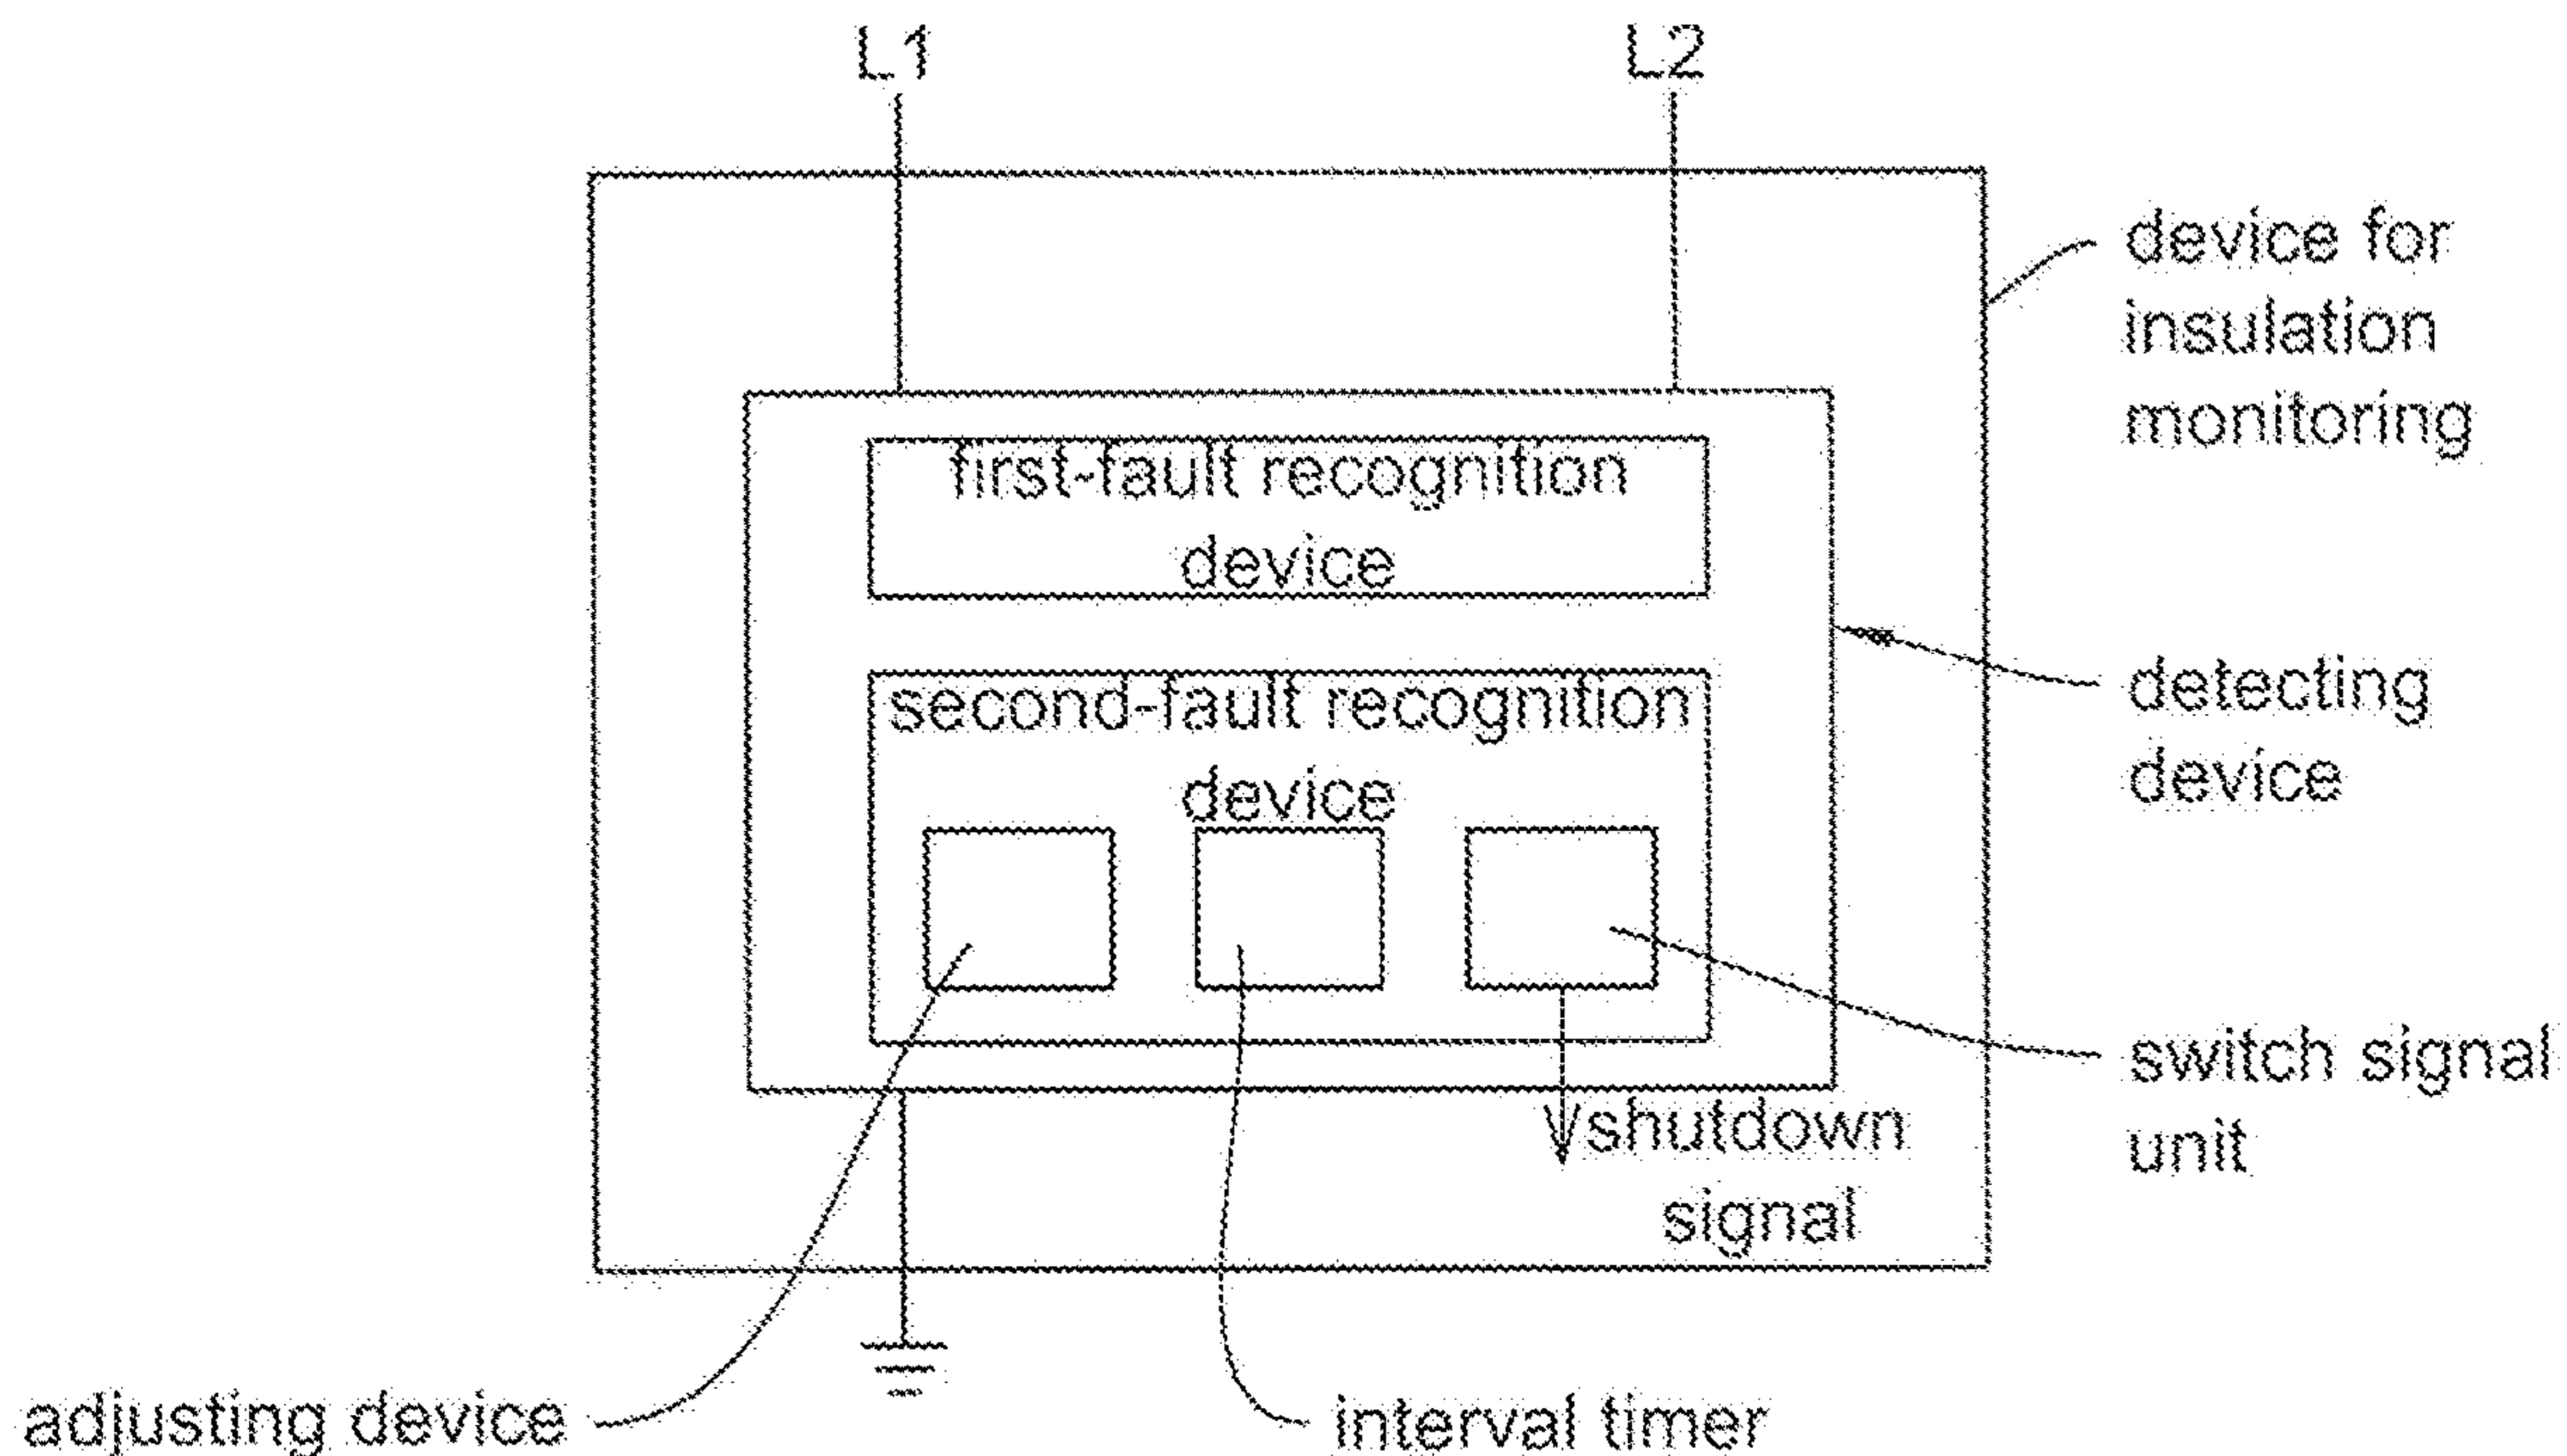 L1
L2
device for
insulation
monitoring
first-fault recognition
device
detecting
device
second-fault recognition
device
switch signal
unit
shutdown
signal
adjusting device
interval timer